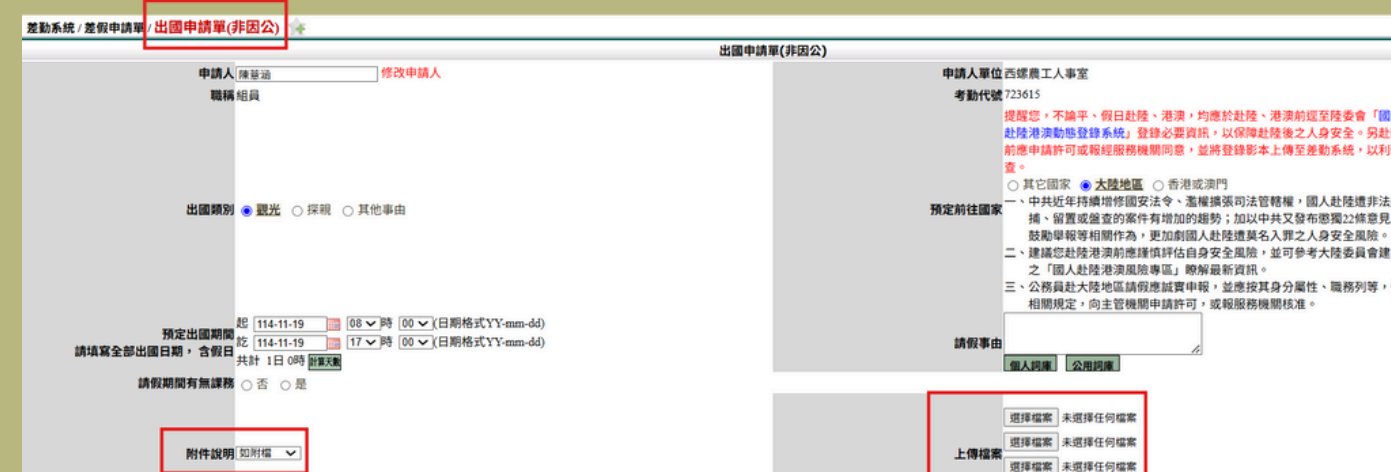 差勤系統 / 差假申請單 / 出國申請單(非因公)
出國申請單(非因公)
申請人 陳薏涵 修改申請人
申請人單位 西螺農工人事室
職稱 組員
考勤代號 723615
提醒您，不論平、假日赴陸、港澳，均應於赴陸、港澳前逕至陸委會「國
赴陸港澳動態登錄系統」登錄必要資訊，以保障赴陸後之人身安全。另赴
前應申請許可或報經服務機關同意，並將登錄影本上傳至差勤系統，以利
查。
出國類別 觀光 探親 其他事由
預定前往國家
其它國家 大陸地區 香港或澳門
一、中共近年持續增修國安法令、濫權擴張司法管轄權，國人赴陸遭非法
捕、留置或盤查的案件有增加的趨勢；加以中共又發布懲獨22條意見
鼓勵舉報等相關作為，更加劇國人赴陸遭莫名入罪之人身安全風險。
二、建議您赴陸港澳前應謹慎評估自身安全風險，並可參考大陸委員會建
之「國人赴陸港澳風險專區」瞭解最新資訊。
三、公務員赴大陸地區請假應誠實申報，並應按其身分屬性、職務列等，
相關規定，向主管機關申請許可，或報服務機關核准。
預定出國期間
請填寫全部出國日期， 含假日
起 114-11-19 08 時 00 (日期格式YY-mm-dd)
訖 114-11-19 17 時 00 (日期格式YY-mm-dd)
共計 1日 0時 計算天數
請假事由
個人詞庫 公用詞庫
請假期間有無課務 否 是
附件說明 如附檔
上傳檔案
選擇檔案 未選擇任何檔案
選擇檔案 未選擇任何檔案
選擇檔案 未選擇任何檔案